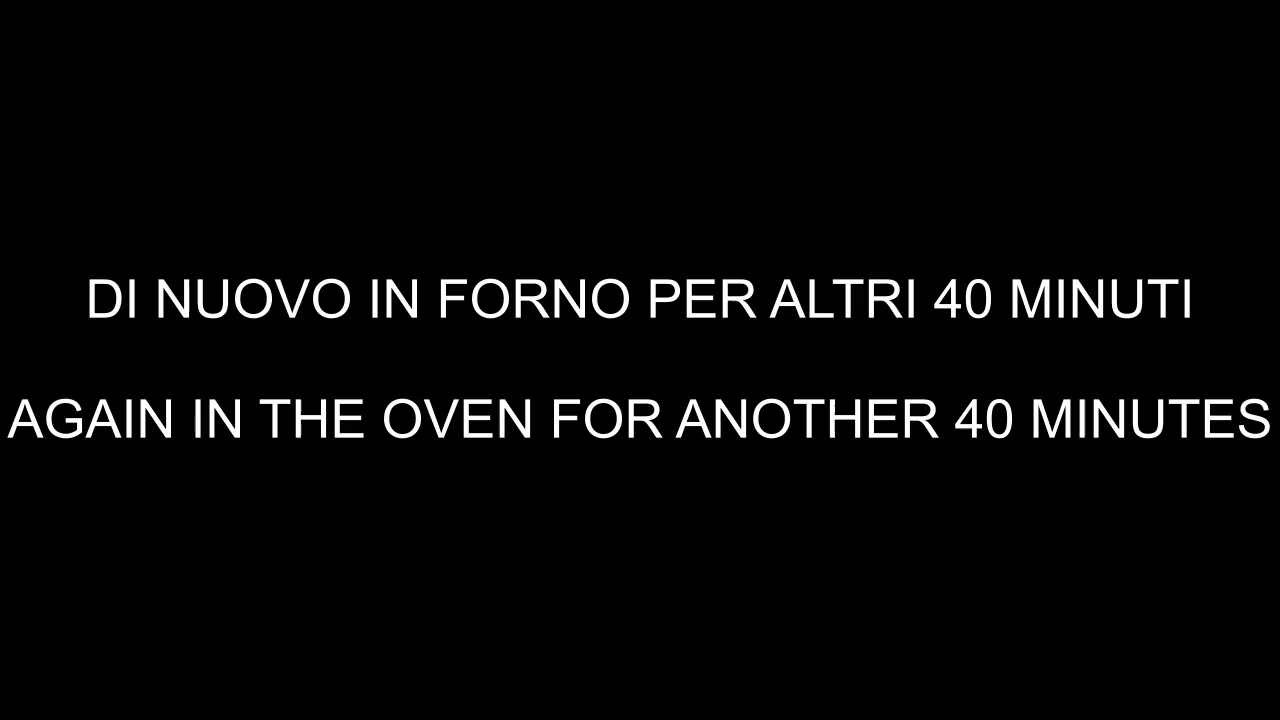 DI NUOVO IN FORNO PER ALTRI 40 MINUTI
AGAIN IN THE OVEN FOR ANOTHER 40 MINUTES